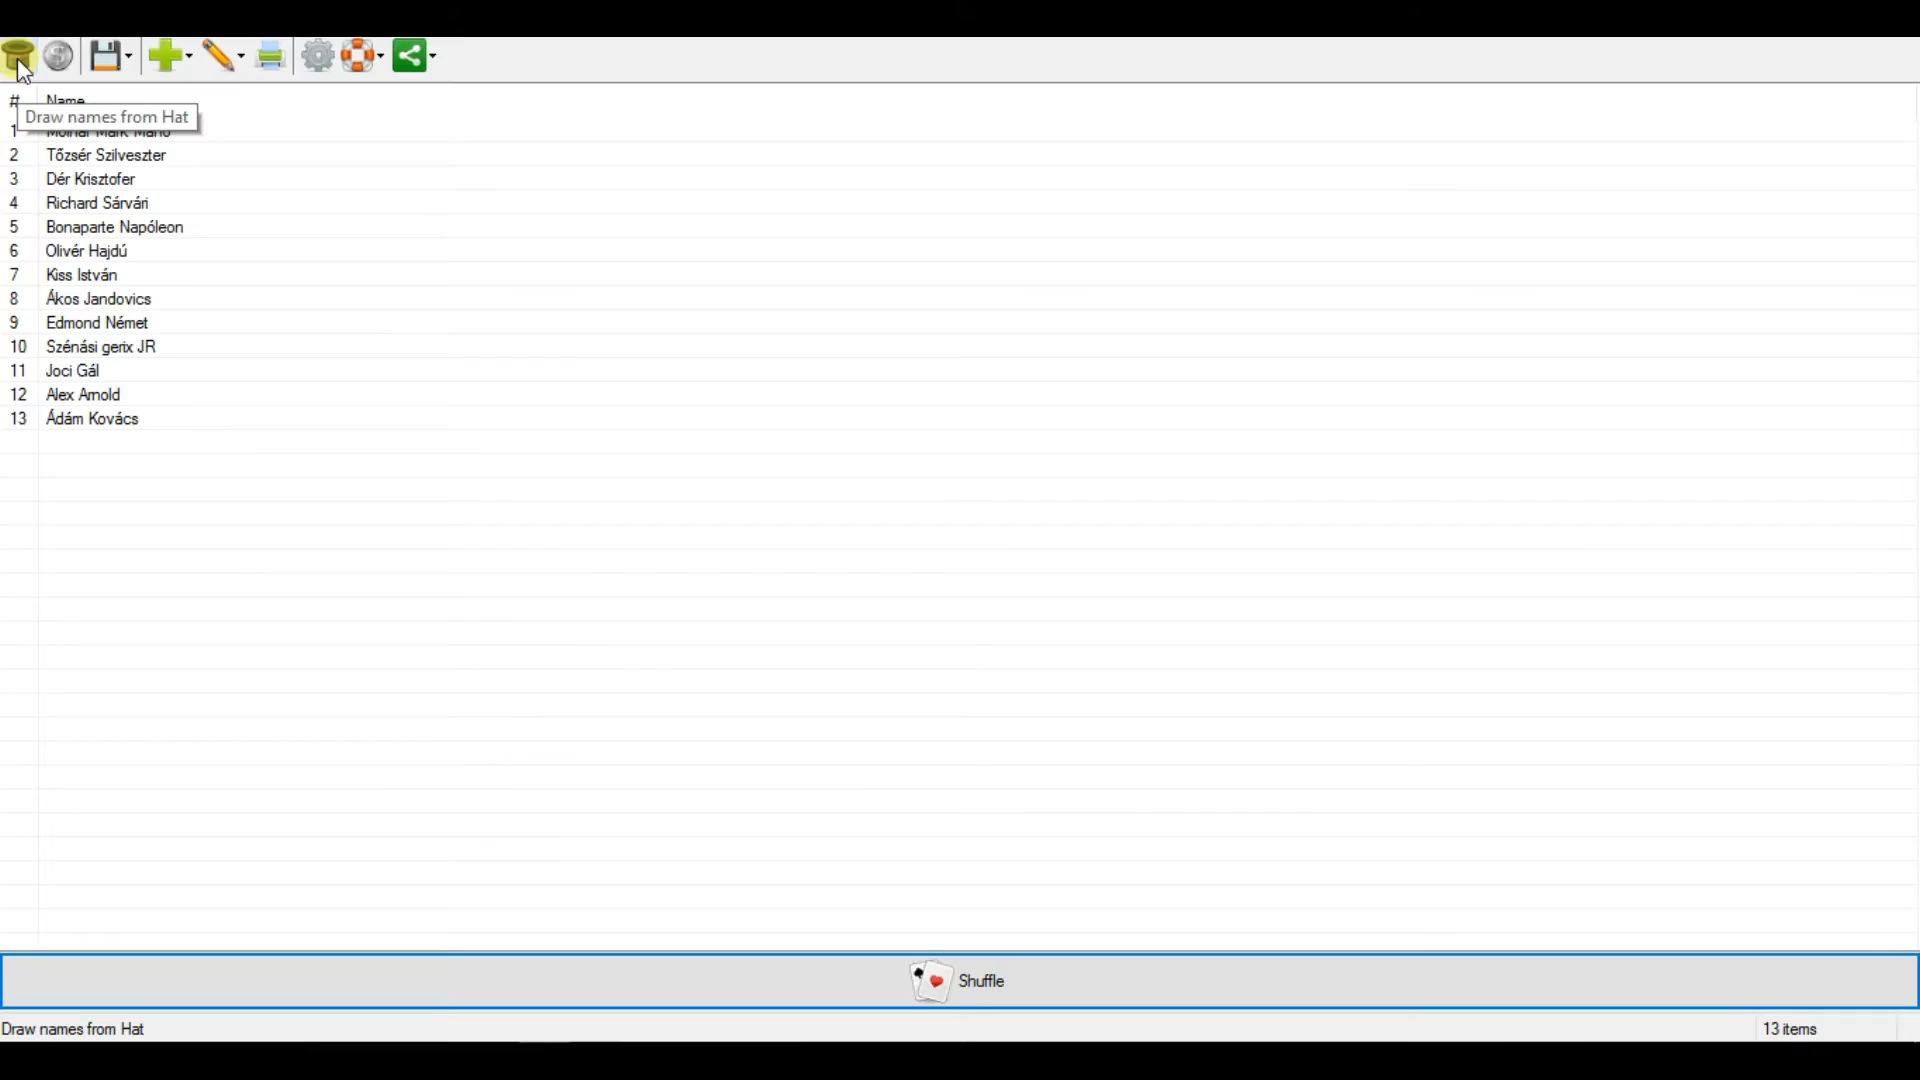 # Name
Draw names from Hat
1
2 Tőzsér Szilveszter
3 Dér Krisztofer
4 Richard Sárvári
5 Bonaparte Napóleon
6 Olivér Hajdú
7 Kiss István
8 Ákos Jandovics
9 Edmond Német
10 Szénási gerix JR
11 Joci Gál
12 Alex Arnold
13 Ádám Kovács
Shuffle
Draw names from Hat 13 items